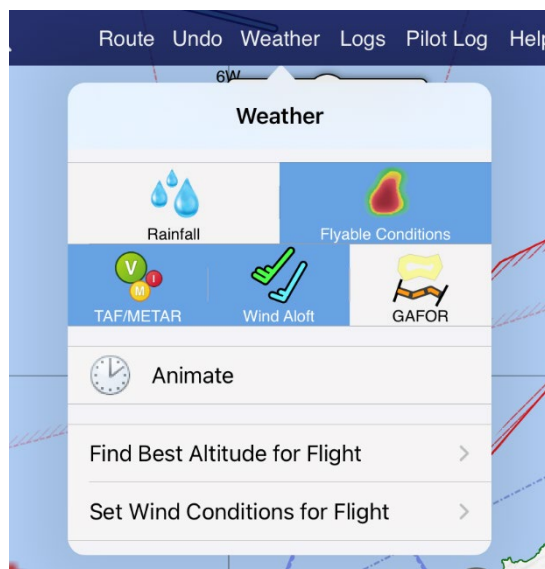 Route Undo Weather Logs Pilot Log Help
6W
Weather
Rainfall Flyable Conditions
V I M
TAF/METAR Wind Aloft GAFOR
Animate
Find Best Altitude for Flight
Set Wind Conditions for Flight